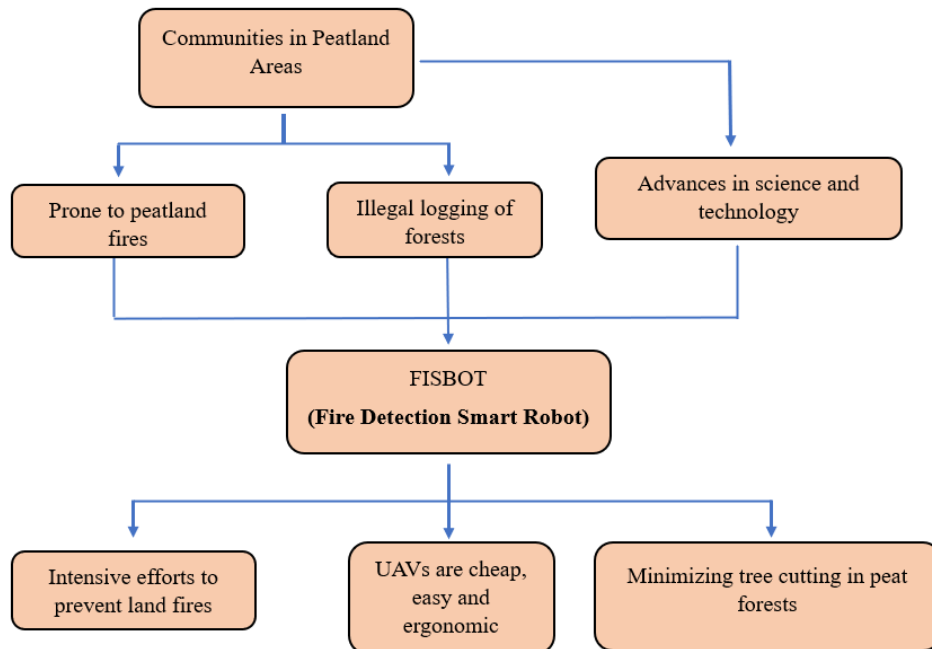 Communities in Peatland
Areas
Prone to peatland
fires
Illegal logging of
forests
Advances in science and
technology
FISBOT
(Fire Detection Smart Robot)
Intensive efforts to
prevent land fires
UAVs are cheap,
easy and
ergonomic
Minimizing tree cutting in peat
forests